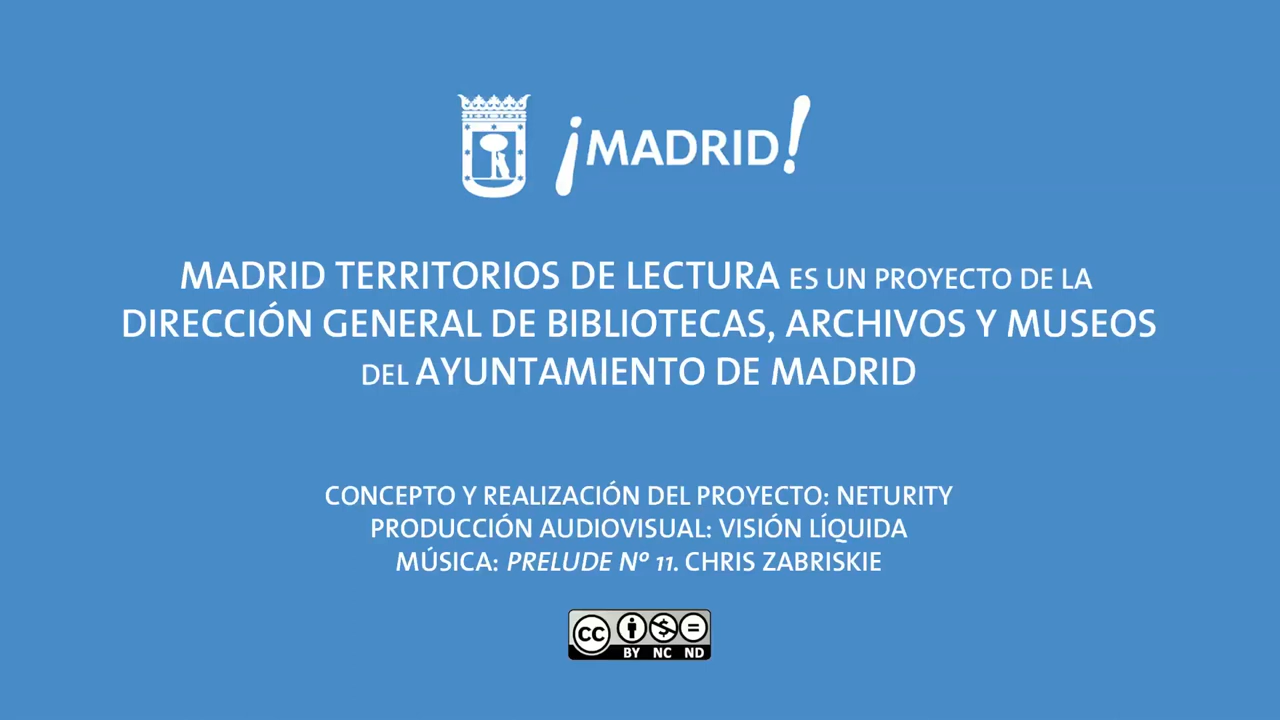 ¡MADRID!
MADRID TERRITORIOS DE LECTURA ES UN PROYECTO DE LA
DIRECCIÓN GENERAL DE BIBLIOTECAS, ARCHIVOS Y MUSEOS
DEL AYUNTAMIENTO DE MADRID
CONCEPTO Y REALIZACIÓN DEL PROYECTO: NETURITY
PRODUCCIÓN AUDIOVISUAL: VISIÓN LÍQUIDA
MÚSICA: PRELUDE Nº 11. CHRIS ZABRISKIE
CC
BY NC ND